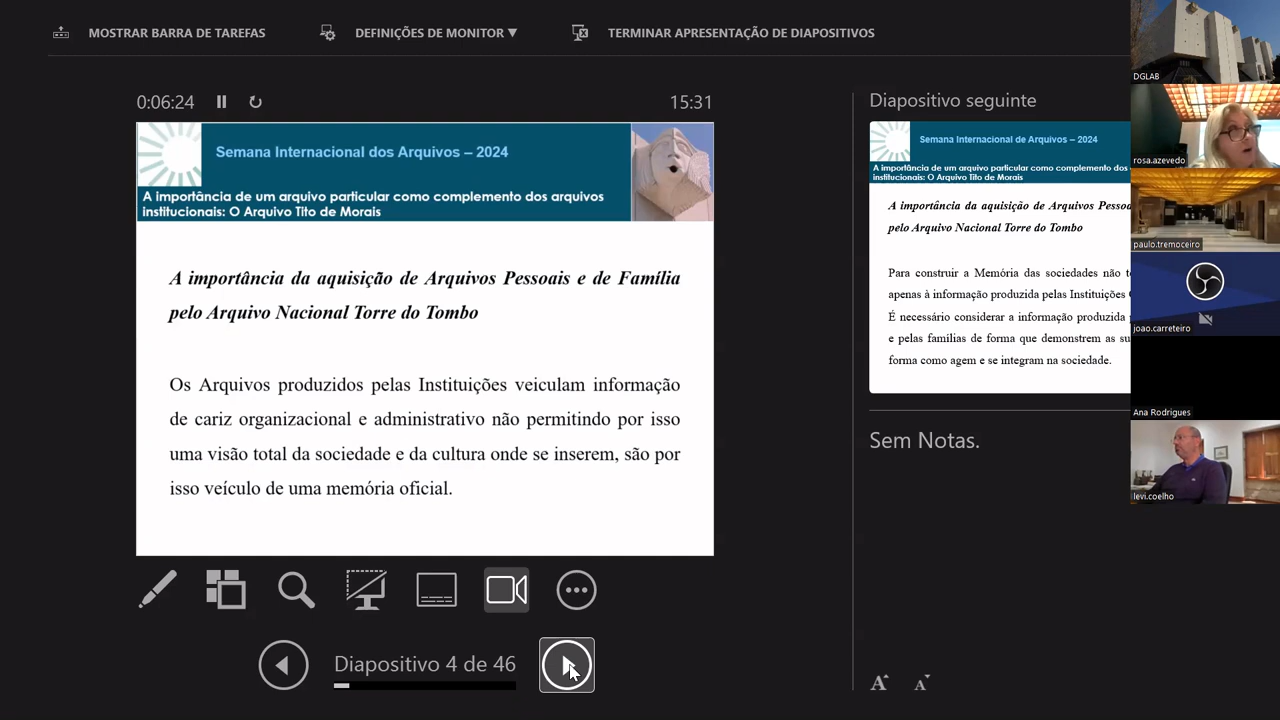 MOSTRAR BARRA DE TAREFAS
DEFINIÇÕES DE MONITOR ▼
TERMINAR APRESENTAÇÃO DE DIAPOSITIVOS
0:06:24
15:31
Semana Internacional dos Arquivos – 2024
A importância de um arquivo particular como complemento dos arquivos
institucionais: O Arquivo Tito de Morais
A importância da aquisição de Arquivos Pessoais e de Família
pelo Arquivo Nacional Torre do Tombo
Os Arquivos produzidos pelas Instituições veiculam informação
de cariz organizacional e administrativo não permitindo por isso
uma visão total da sociedade e da cultura onde se inserem, são por
isso veículo de uma memória oficial.
Diapositivo 4 de 46
Diapositivo seguinte
Semana Internacional de Arquivos – 2024
A importância de um arquivo particular como complemento dos
institucionais: O Arquivo Tito de Morais
A importância da aquisição de Arquivos Pessoa
pelo Arquivo Nacional Torre do Tombo
Para construir a Memória das sociedades não t
apenas à informação produzida pelas Instituições
É necessário considerar a informação produzida
e pelas famílias de forma que demonstrem as su
forma como agem e se integram na sociedade.
Sem Notas.
A A
DGLAB
rosa.azevedo
paulo.tremoceiro
joao.carreteiro
Ana Rodrigues
levi.coelho